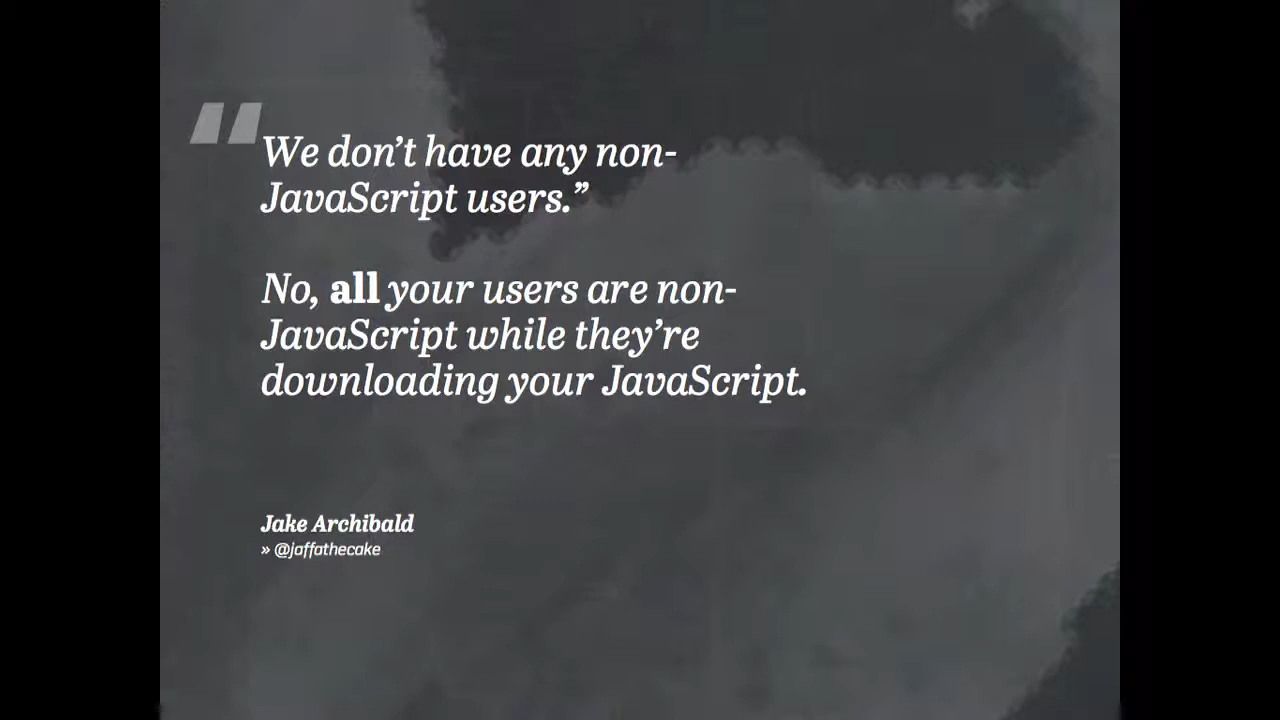 “We don’t have any non-
JavaScript users.”
No, all your users are non-
JavaScript while they’re
downloading your JavaScript.
Jake Archibald
» @jaffathecake